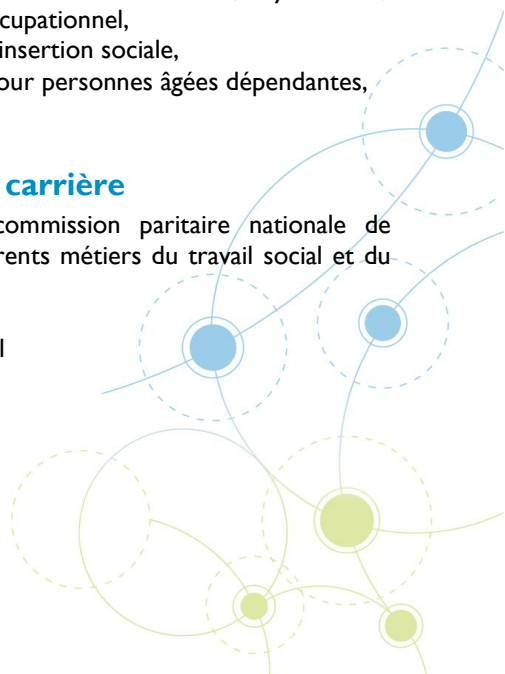 cupationnel,
insertion sociale,
our personnes âgées dépendantes,
carrière
commission paritaire nationale de
rents métiers du travail social et du